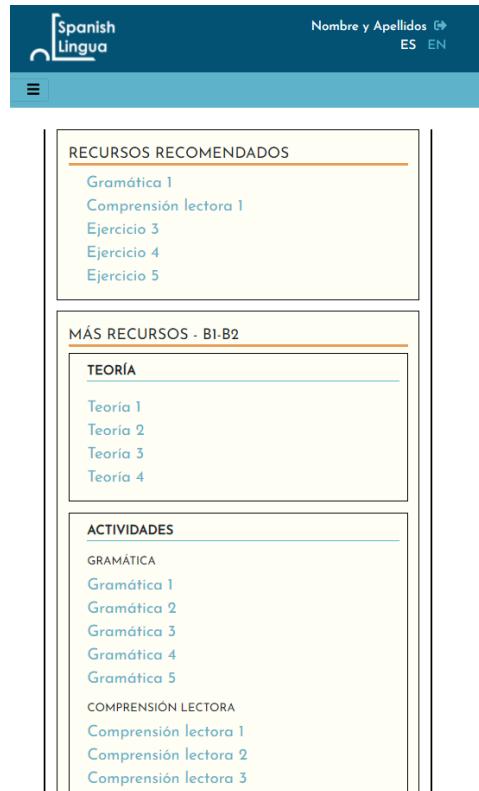 Spanish
Lingua
Nombre y Apellidos
ES EN
RECURSOS RECOMENDADOS
Gramática 1
Comprensión lectora 1
Ejercicio 3
Ejercicio 4
Ejercicio 5
MÁS RECURSOS - B1-B2
TEORÍA
Teoría 1
Teoría 2
Teoría 3
Teoría 4
ACTIVIDADES
GRAMÁTICA
Gramática 1
Gramática 2
Gramática 3
Gramática 4
Gramática 5
COMPRENSIÓN LECTORA
Comprensión lectora 1
Comprensión lectora 2
Comprensión lectora 3